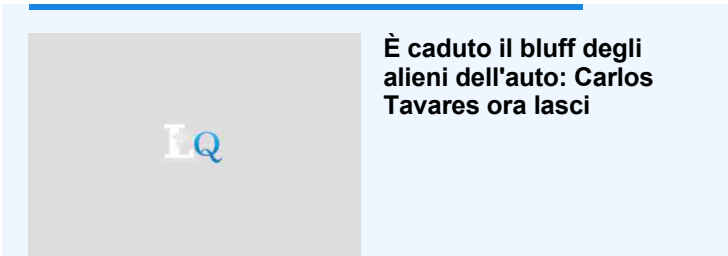 LQ
È caduto il bluff degli
alieni dell'auto: Carlos
Tavares ora lasci